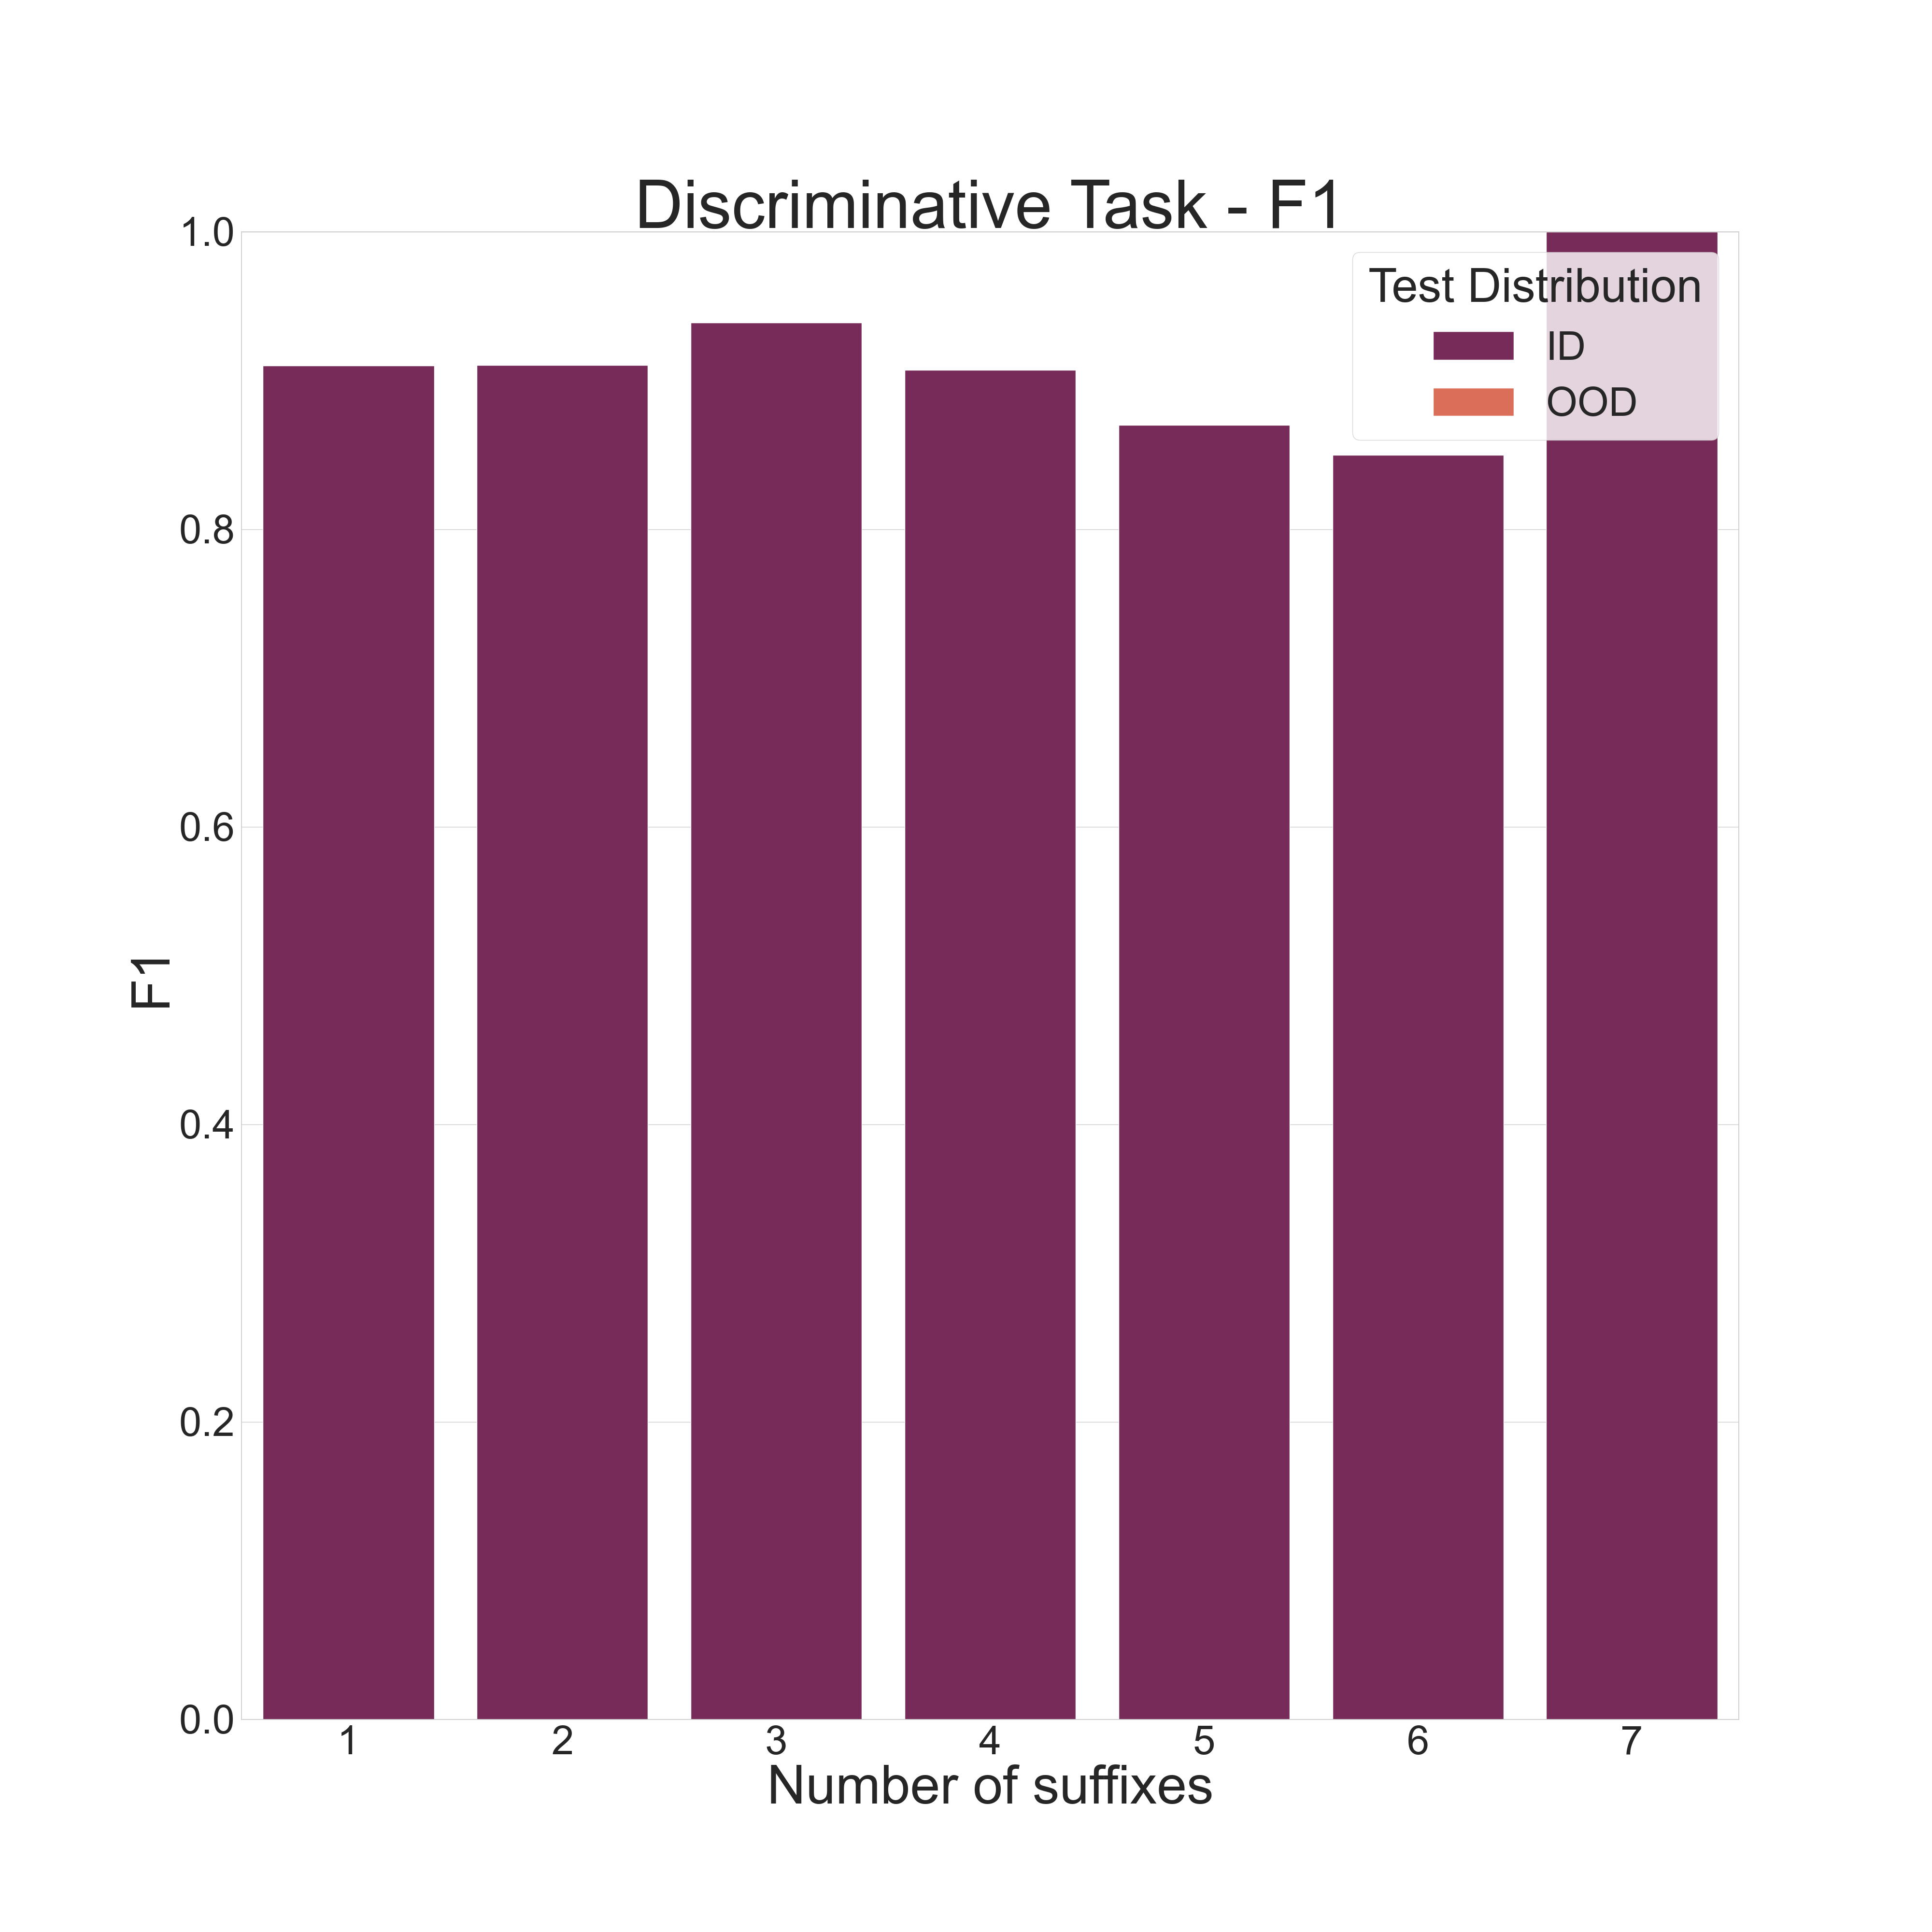 Discriminative Task - F1
1.0
0.8
0.6
0.4
0.2
0.0
F1
Test Distribution
ID
OOD
1 2 3 4 5 6 7
Number of suffixes